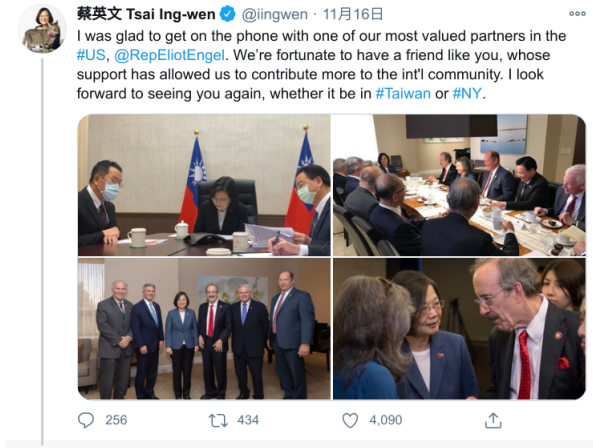 蔡英文 Tsai Ing-wen @iingwen · 11月16日
I was glad to get on the phone with one of our most valued partners in the
#US, @RepEliotEngel. We’re fortunate to have a friend like you, whose
support has allowed us to contribute more to the int'l community. I look
forward to seeing you again, whether it be in #Taiwan or #NY.
256 434 4,090